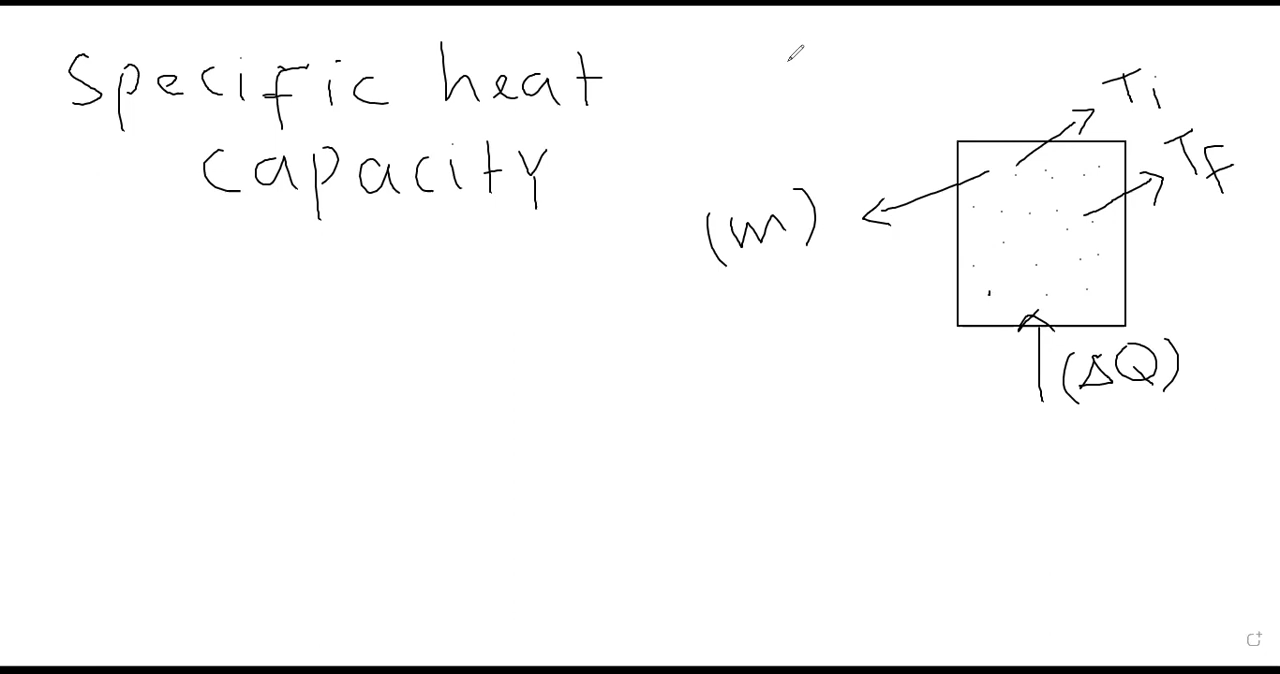 Specific heat
capacity
Ti
TF
(m)
(ΔQ)